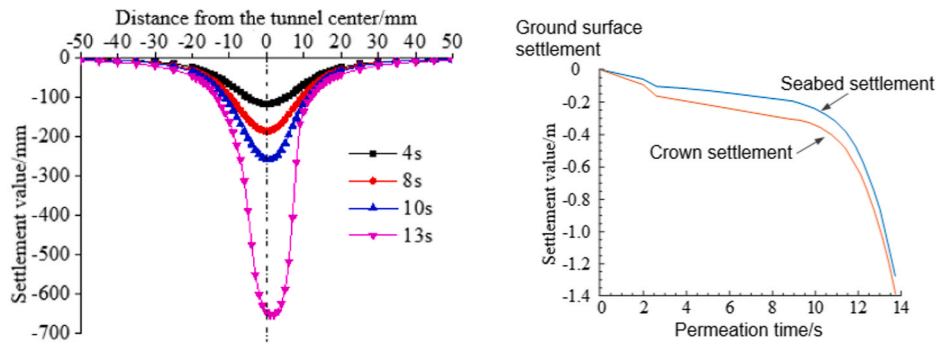 Distance from the tunnel center/mm
-50 -40 -30 -20 -10 0 10 20 30 40 50
0
-100
-200
-300
-400
-500
-600
-700
Settlement value/mm
4s
8s
10s
13s
Ground surface
settlement
0
-0.2
-0.4
-0.6
-0.8
-1.0
-1.2
-1.4
Settlement value/m
Seabed settlement
Crown settlement
0 2 4 6 8 10 12 14
Permeation time/s